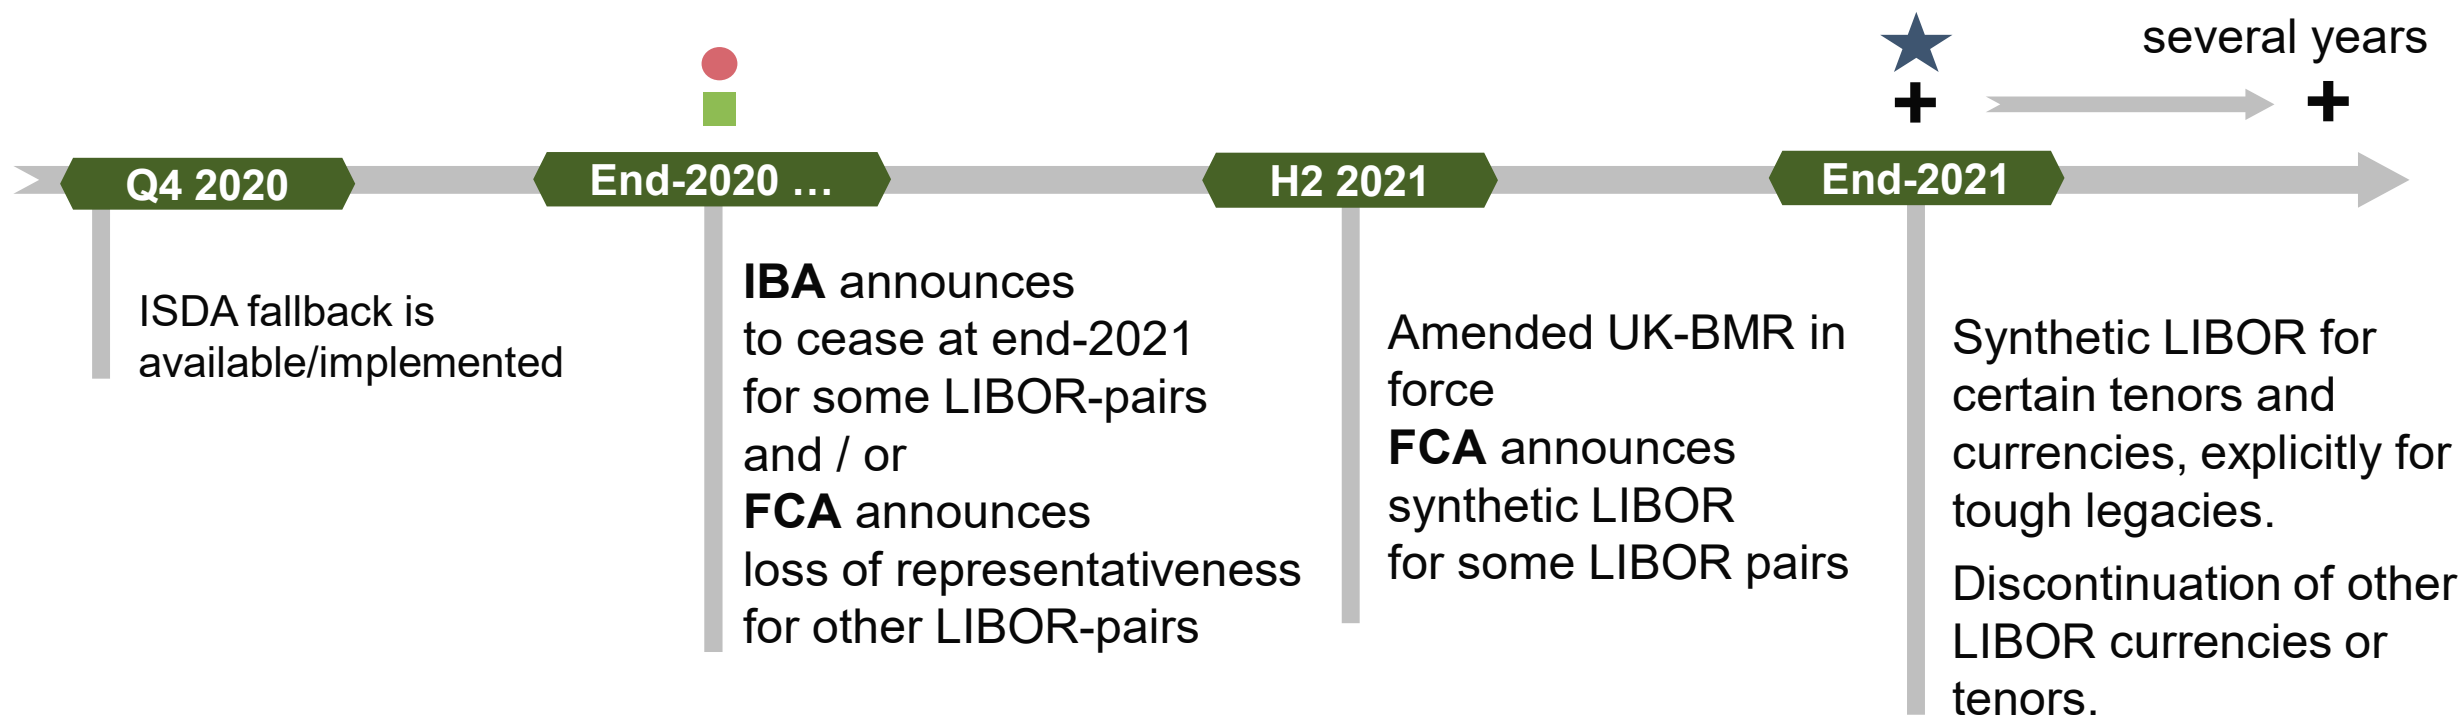 several years
Q4 2020
End-2020 ...
H2 2021
End-2021
ISDA fallback is
available/implemented
IBA announces
to cease at end-2021
for some LIBOR-pairs
and / or
FCA announces
loss of representativeness
for other LIBOR-pairs
Amended UK-BMR in
force
FCA announces
synthetic LIBOR
for some LIBOR pairs
Synthetic LIBOR for
certain tenors and
currencies, explicitly for
tough legacies.
Discontinuation of other
LIBOR currencies or
tenors.